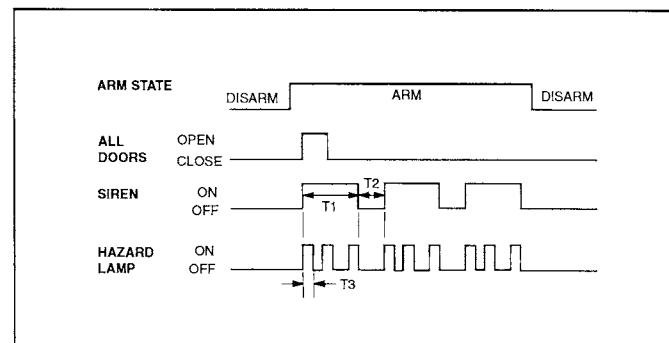 ARM STATE
DISARM
ARM
DISARM
ALL
DOORS
OPEN
CLOSE
SIREN
ON
OFF
T1
T2
HAZARD
LAMP
ON
OFF
T3